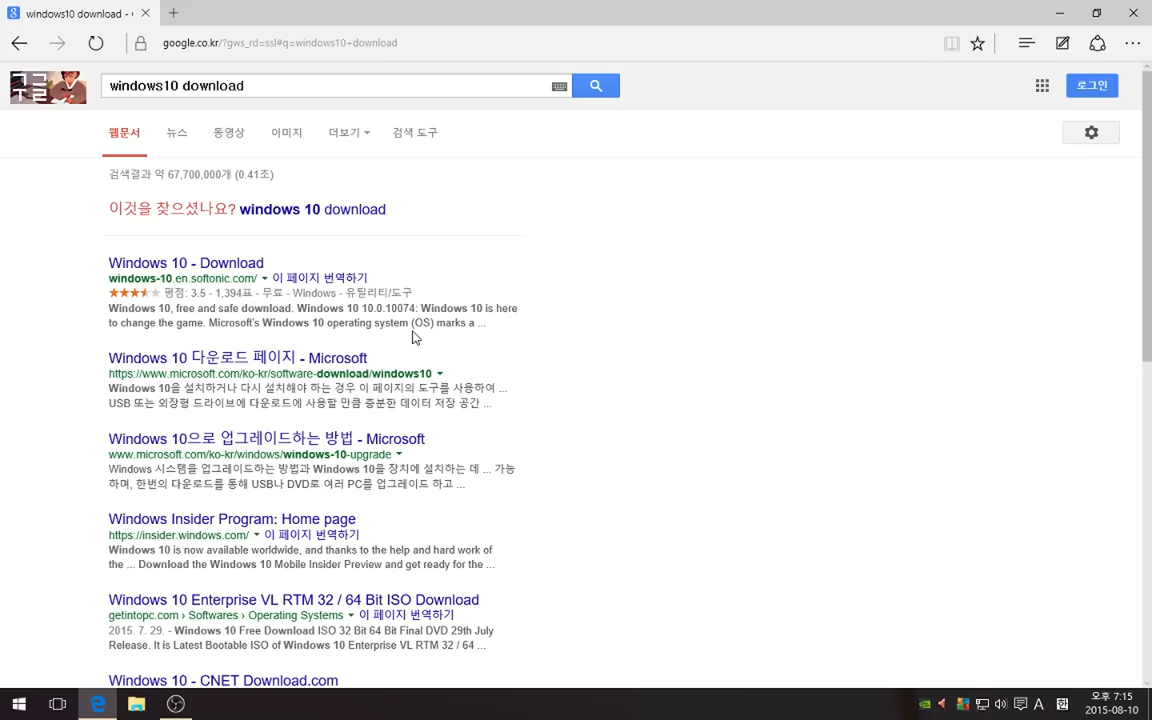 windows10 download - (
google.co.kr/?gws_rd=ssl#q=windows10+download
windows10 download
로그인
웹문서 뉴스 동영상 이미지 더보기 검색 도구
검색결과 약 67,700,000개 (0.41초)
이것을 찾으셨나요? windows 10 download
Windows 10 - Download
windows-10.en.softonic.com/ 이 페이지 번역하기
평점: 3.5 - 1,394표 - 무료 - Windows - 유틸리티/도구
Windows 10, free and safe download. Windows 10 10.0.10074: Windows 10 is here
to change the game. Microsoft's Windows 10 operating system (OS) marks a ...
Windows 10 다운로드 페이지 - Microsoft
https://www.microsoft.com/ko-kr/software-download/windows10
Windows 10을 설치하거나 다시 설치해야 하는 경우 이 페이지의 도구를 사용하여 ...
USB 또는 외장형 드라이브에 다운로드에 사용할 만큼 충분한 데이터 저장 공간 ...
Windows 10으로 업그레이드하는 방법 - Microsoft
www.microsoft.com/ko-kr/windows/windows-10-upgrade
Windows 시스템을 업그레이드하는 방법과 Windows 10을 장치에 설치하는 데 ... 가능
하며, 한번의 다운로드를 통해 USB나 DVD로 여러 PC를 업그레이드 하고 ...
Windows Insider Program: Home page
https://insider.windows.com/ 이 페이지 번역하기
Windows 10 is now available worldwide, and thanks to the help and hard work of
the ... Download the Windows 10 Mobile Insider Preview and get ready for the ...
Windows 10 Enterprise VL RTM 32 / 64 Bit ISO Download
getintopc.com › Softwares › Operating Systems 이 페이지 번역하기
2015. 7. 29. - Windows 10 Free Download ISO 32 Bit 64 Bit Final DVD 29th July
Release. It is Latest Bootable ISO of Windows 10 Enterprise VL RTM 32 / 64 ...
Windows 10 - CNET Download.com
A
오후 7:15
2015-08-10